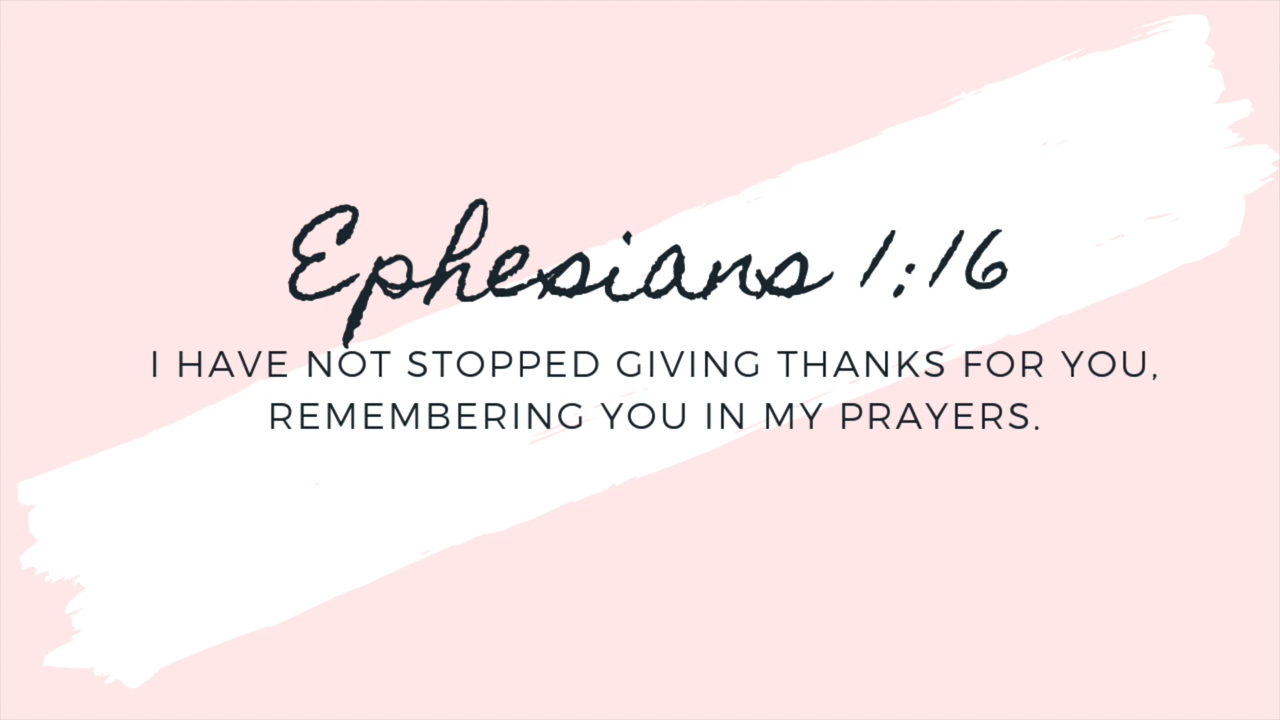 Ephesians 1:16
I HAVE NOT STOPPED GIVING THANKS FOR YOU,
REMEMBERING YOU IN MY PRAYERS.